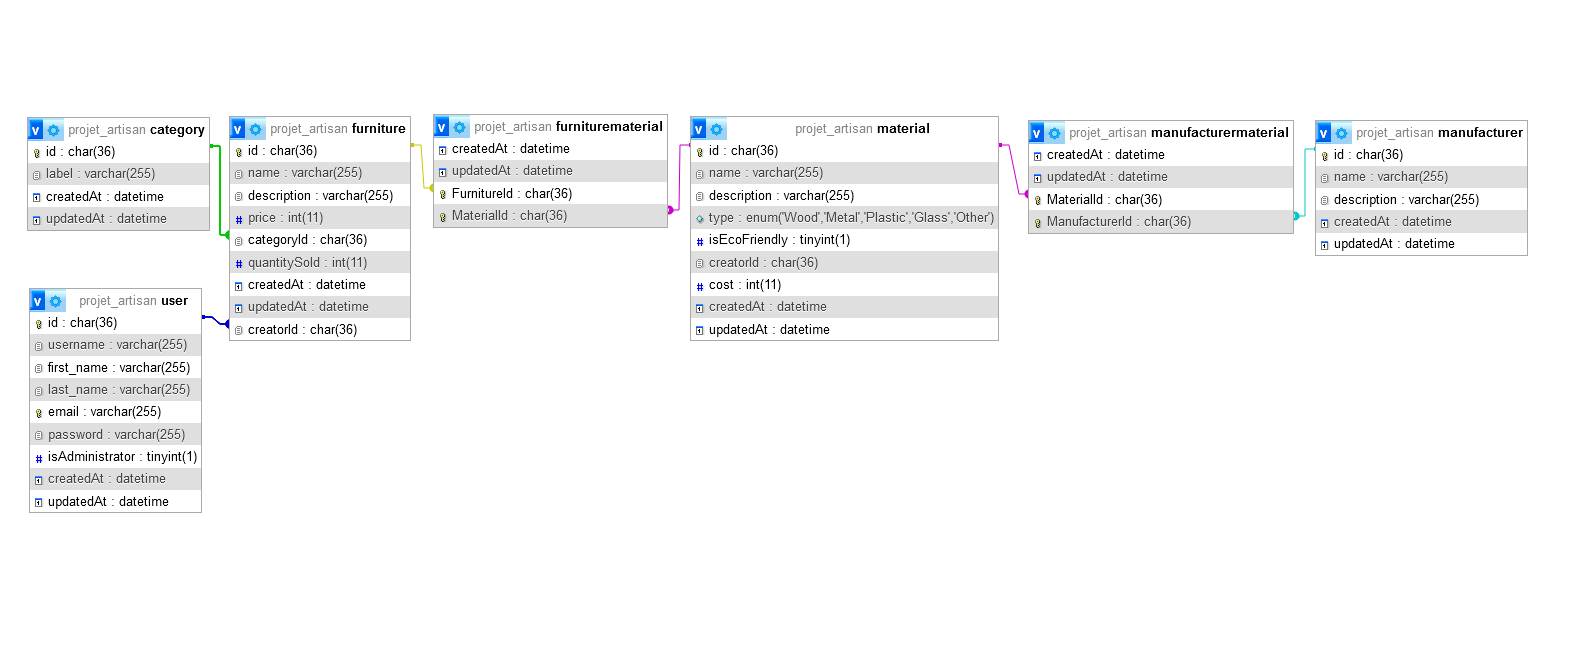 projet_artisan category
id : char(36)
label : varchar(255)
createdAt : datetime
updatedAt : datetime
projet_artisan user
id : char(36)
username : varchar(255)
first_name : varchar(255)
last_name : varchar(255)
email : varchar(255)
password : varchar(255)
isAdministrator : tinyint(1)
createdAt : datetime
updatedAt : datetime
projet_artisan furniture
id : char(36)
name : varchar(255)
description : varchar(255)
price : int(11)
categoryId : char(36)
quantitySold : int(11)
createdAt : datetime
updatedAt : datetime
creatorId : char(36)
projet_artisan furniturematerial
createdAt : datetime
updatedAt : datetime
FurnitureId : char(36)
MaterialId : char(36)
projet_artisan material
id : char(36)
name : varchar(255)
description : varchar(255)
type : enum('Wood','Metal','Plastic','Glass','Other')
isEcoFriendly : tinyint(1)
creatorId : char(36)
cost : int(11)
createdAt : datetime
updatedAt : datetime
projet_artisan manufacturermaterial
createdAt : datetime
updatedAt : datetime
MaterialId : char(36)
ManufacturerId : char(36)
projet_artisan manufacturer
id : char(36)
name : varchar(255)
description : varchar(255)
createdAt : datetime
updatedAt : datetime